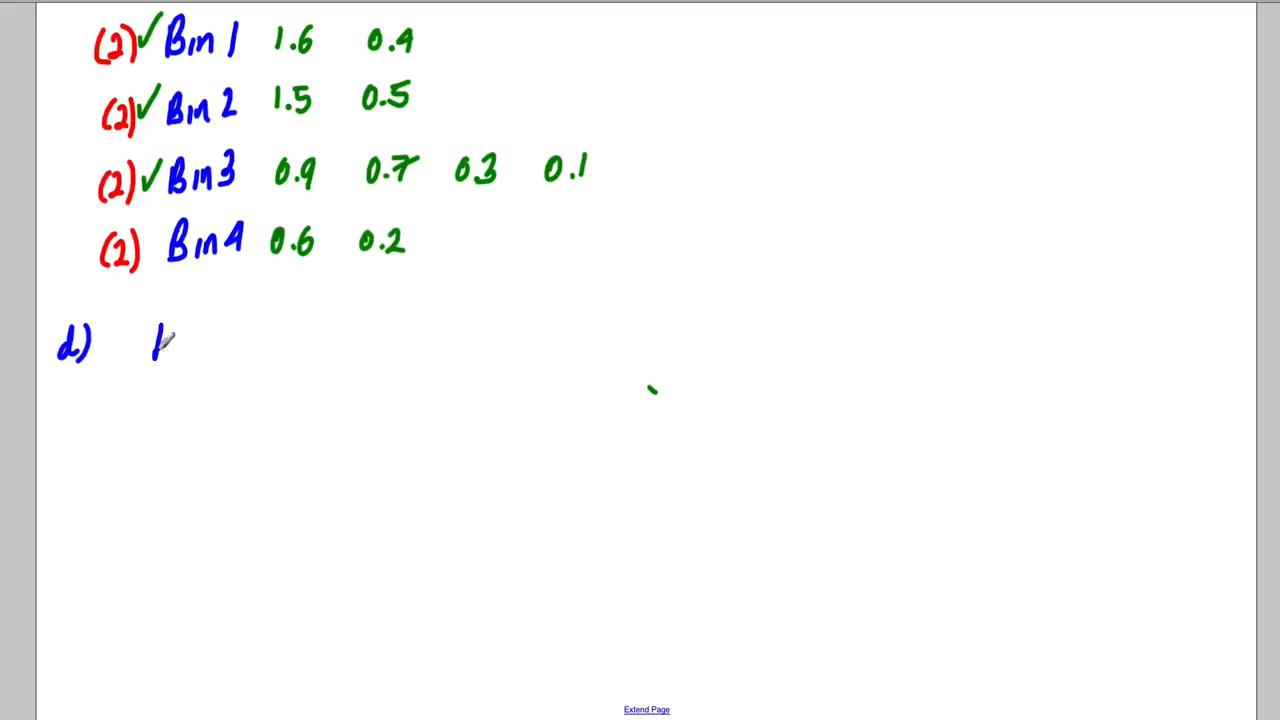 (2) ✓ Bin 1 1.6 0.4
(2) ✓ Bin 2 1.5 0.5
(2) ✓ Bin 3 0.9 0.7 0.3 0.1
(2) Bin 4 0.6 0.2
d)
Extend Page